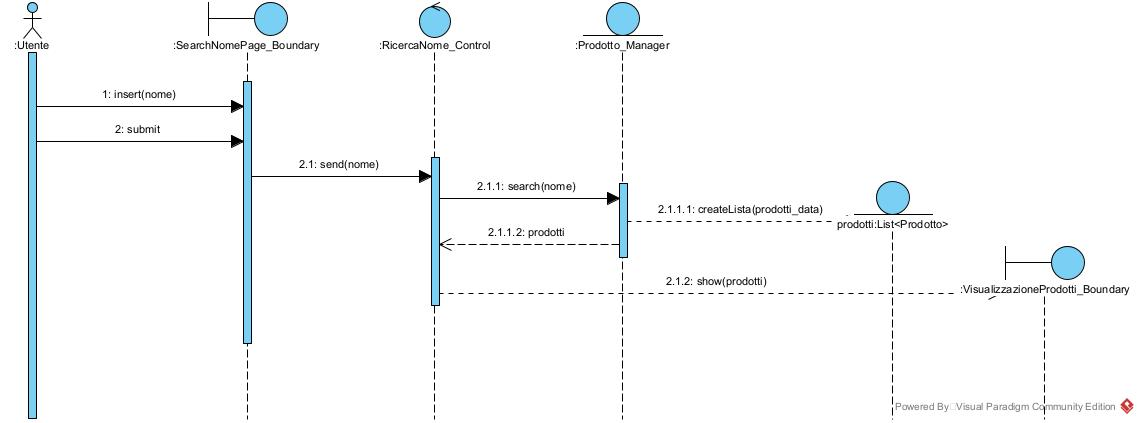 :Utente
:SearchNomePage_Boundary
:RicercaNome_Control
:Prodotto_Manager
1: insert(nome)
2: submit
2.1: send(nome)
2.1.1: search(nome)
2.1.1.1: createLista(prodotti_data)
prodotti:List<Prodotto>
2.1.1.2: prodotti
2.1.2: show(prodotti)
:VisualizzazioneProdotti_Boundary
Powered By Visual Paradigm Community Edition